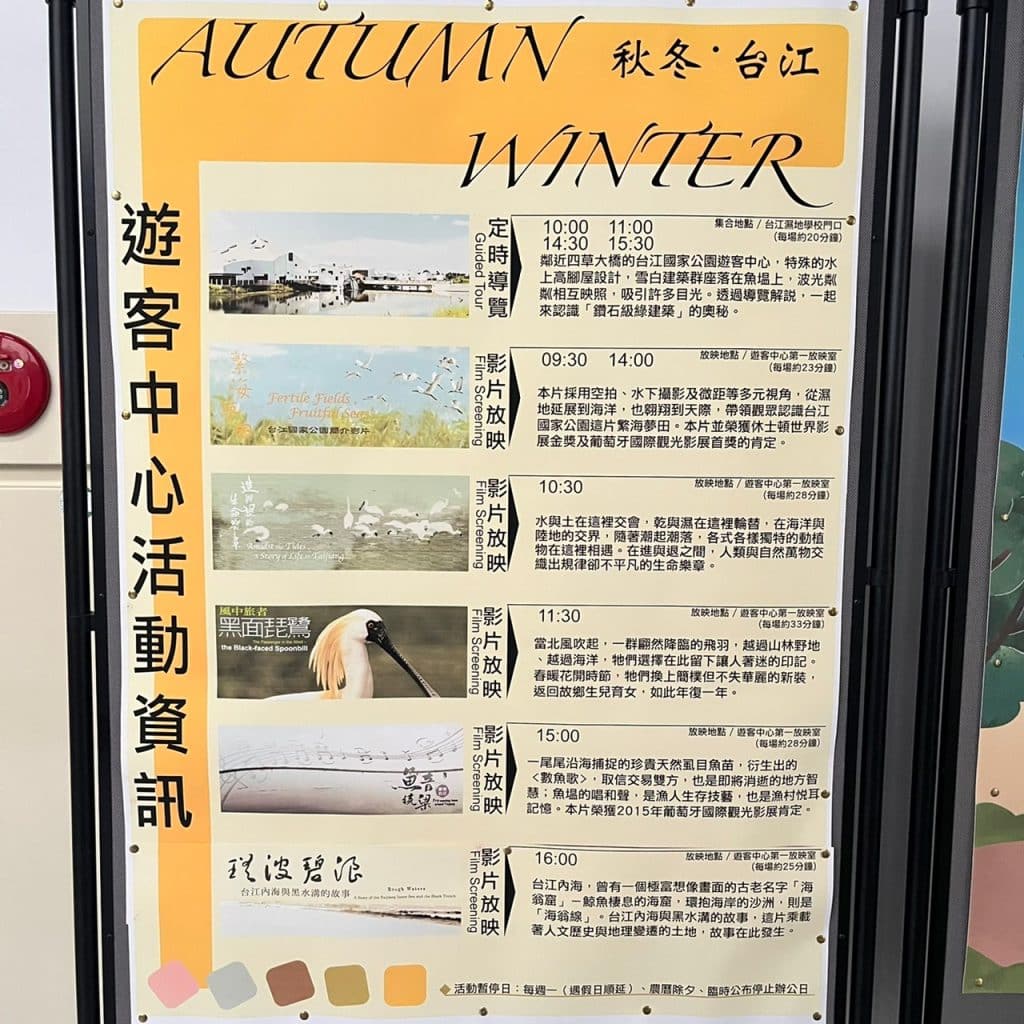 AUTUMN
秋冬·台江
WINTER
遊客中心活動資訊
定時導覽
Guided Tour
10:00 11:00
14:30 15:30
集合地點 / 台江濕地學校門口
(每場約20分鐘)
鄰近四草大橋的台江國家公園遊客中心，特殊的水
上高腳屋設計，雪白建築群座落在魚塭上，波光粼
粼相互映照，吸引許多目光。透過導覽解說，一起
來認識「鑽石級綠建築」的奧秘。
Fertile Fields,
Fruitful Seas
台江國家公園簡介影片
影片放映
Film Screening
09:30 14:00
放映地點 / 遊客中心第一放映室
(每場約23分鐘)
本片採用空拍、水下攝影及微距等多元視角，從濕
地延展到海洋，也翱翔到天際，帶領觀眾認識台江
國家公園這片繁海夢田。本片並榮獲休士頓世界影
展金獎及葡萄牙國際觀光影展首獎的肯定。
Amidst the Tides
a Story of Life in Taijiang
影片放映
Film Screening
10:30
放映地點 / 遊客中心第一放映室
(每場約28分鐘)
水與土在這裡交會，乾與濕在這裡輪替，在海洋與
陸地的交界，隨著潮起潮落，各式各樣獨特的動植
物在這裡相遇。在進與退之間，人類與自然萬物交
織出規律卻不平凡的生命樂章。
風中旅者
黑面琵鷺
The Passenger in the Wind -
the Black-faced Spoonbill
影片放映
Film Screening
11:30
放映地點 / 遊客中心第一放映室
(每場約33分鐘)
當北風吹起，一群翩然降臨的飛羽，越過山林野地
、越過海洋，牠們選擇在此留下讓人著迷的印記。
春暖花開時節，牠們換上簡樸但不失華麗的新裝，
返回故鄉生兒育女，如此年復一年。
魚音
繞梁
影片放映
Film Screening
15:00
放映地點 / 遊客中心第一放映室
(每場約28分鐘)
一尾尾沿海捕捉的珍貴天然虱目魚苗，衍生出的
<數魚歌>，取信交易雙方，也是即將消逝的地方智
慧；魚塭的唱和聲，是漁人生存技藝，也是漁村悅耳
記憶。本片榮獲2015年葡萄牙國際觀光影展肯定。
台江內海與黑水溝的故事
Rough Waters
A Story of the Taijiang Inner Sea and the Black Trench
影片放映
Film Screening
16:00
放映地點 / 遊客中心第一放映室
(每場約25分鐘)
台江內海，曾有一個極富想像畫面的古老名字「海
翁窟」－鯨魚棲息的海窟，環抱海岸的沙洲，則是
「海翁線」。台江內海與黑水溝的故事，這片乘載
著人文歷史與地理變遷的土地，故事在此發生。
◆活動暫停日：每週一（遇假日順延）、農曆除夕、臨時公布停止辦公日